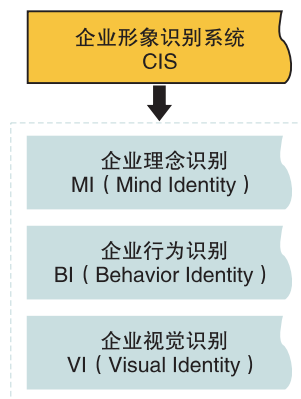 企业形象识别系统
CIS
企业理念识别
MI（Mind Identity）
企业行为识别
BI（Behavior Identity）
企业视觉识别
VI（Visual Identity）